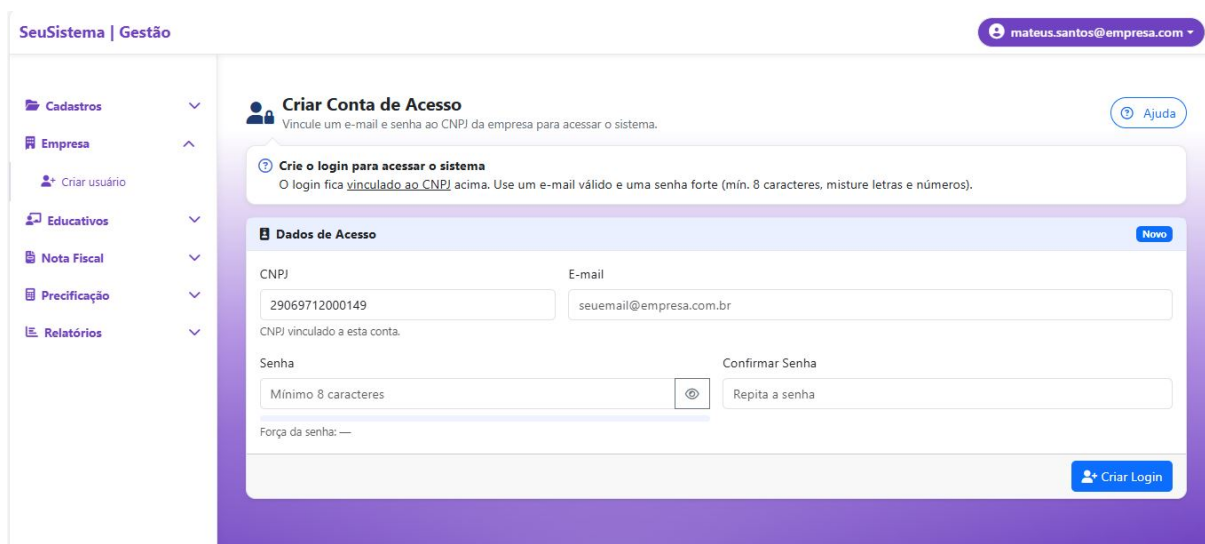 SeuSistema | Gestão
mateus.santos@empresa.com
Cadastros
Empresa
Criar usuário
Educativos
Nota Fiscal
Precificação
Relatórios
Criar Conta de Acesso
Vincule um e-mail e senha ao CNPJ da empresa para acessar o sistema.
Ajuda
Crie o login para acessar o sistema
O login fica vinculado ao CNPJ acima. Use um e-mail válido e uma senha forte (mín. 8 caracteres, misture letras e números).
Dados de Acesso
Novo
CNPJ
E-mail
29069712000149
seuemail@empresa.com.br
CNPJ vinculado a esta conta.
Senha
Confirmar Senha
Mínimo 8 caracteres
Repita a senha
Força da senha: —
Criar Login